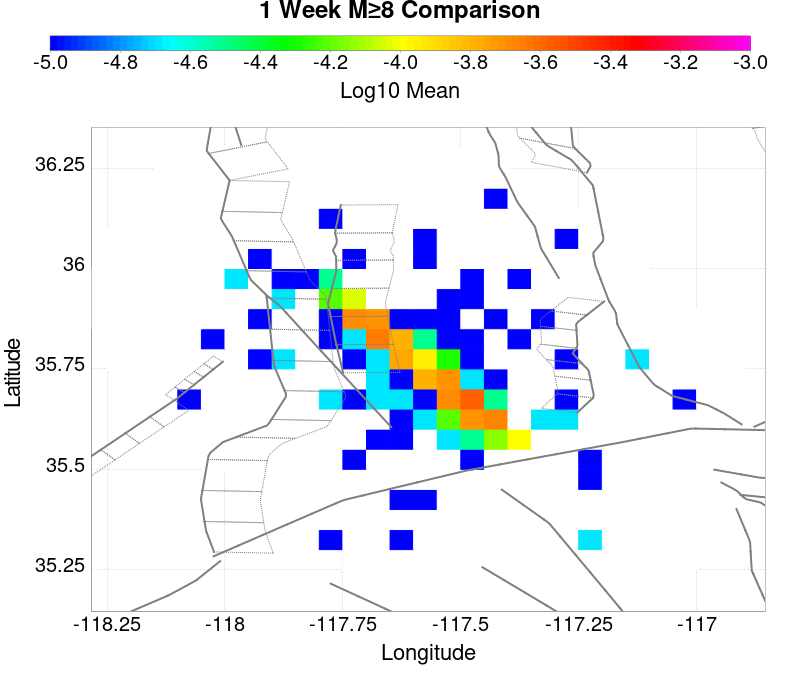 1 Week M≥8 Comparison
-5.0 -4.8 -4.6 -4.4 -4.2 -4.0 -3.8 -3.6 -3.4 -3.2 -3.0
Log10 Mean
36.25
36
35.75
35.5
35.25
Latitude
-118.25 -118 -117.75 -117.5 -117.25 -117
Longitude